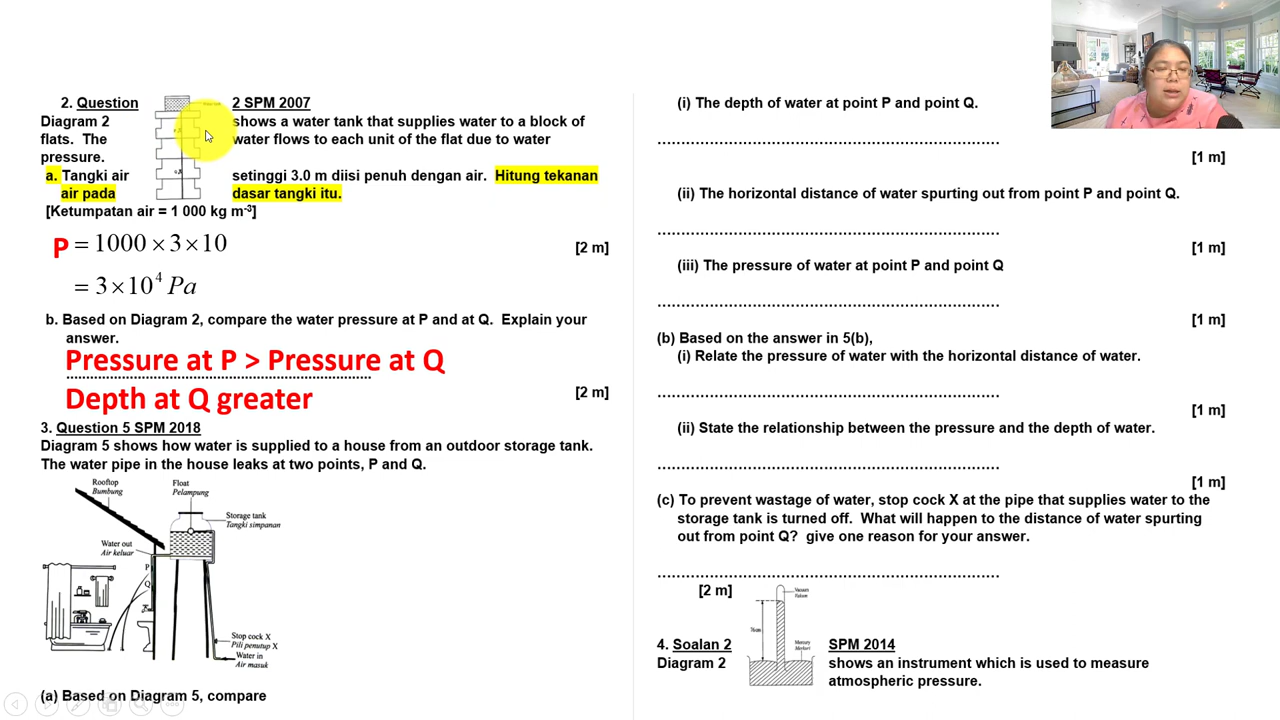 2. Question 2 SPM 2007
Diagram 2 shows a water tank that supplies water to a block of
flats. The water flows to each unit of the flat due to water
pressure.
a. Tangki air setinggi 3.0 m diisi penuh dengan air. Hitung tekanan
air pada dasar tangki itu.
[Ketumpatan air = 1 000 kg m-3]
P = 1000 × 3 × 10
[2 m]
= 3 × 10⁴ Pa
b. Based on Diagram 2, compare the water pressure at P and at Q. Explain your
answer.
Pressure at P > Pressure at Q
Depth at Q greater
[2 m]
3. Question 5 SPM 2018
Diagram 5 shows how water is supplied to a house from an outdoor storage tank.
The water pipe in the house leaks at two points, P and Q.
Rooftop
Bumbung
Float
Pelampung
Storage tank
Tangki simpanan
Water out
Air keluar
P
Q
Stop cock X
Pili penutup X
Water in
Air masuk
(a) Based on Diagram 5, compare
(i) The depth of water at point P and point Q.
[1 m]
(ii) The horizontal distance of water spurting out from point P and point Q.
[1 m]
(iii) The pressure of water at point P and point Q
[1 m]
(b) Based on the answer in 5(b),
(i) Relate the pressure of water with the horizontal distance of water.
[1 m]
(ii) State the relationship between the pressure and the depth of water.
[1 m]
(c) To prevent wastage of water, stop cock X at the pipe that supplies water to the
storage tank is turned off. What will happen to the distance of water spurting
out from point Q? give one reason for your answer.
[2 m]
Vacuum
Vakum
76cm
Mercury
Merkuri
4. Soalan 2 SPM 2014
Diagram 2 shows an instrument which is used to measure
atmospheric pressure.